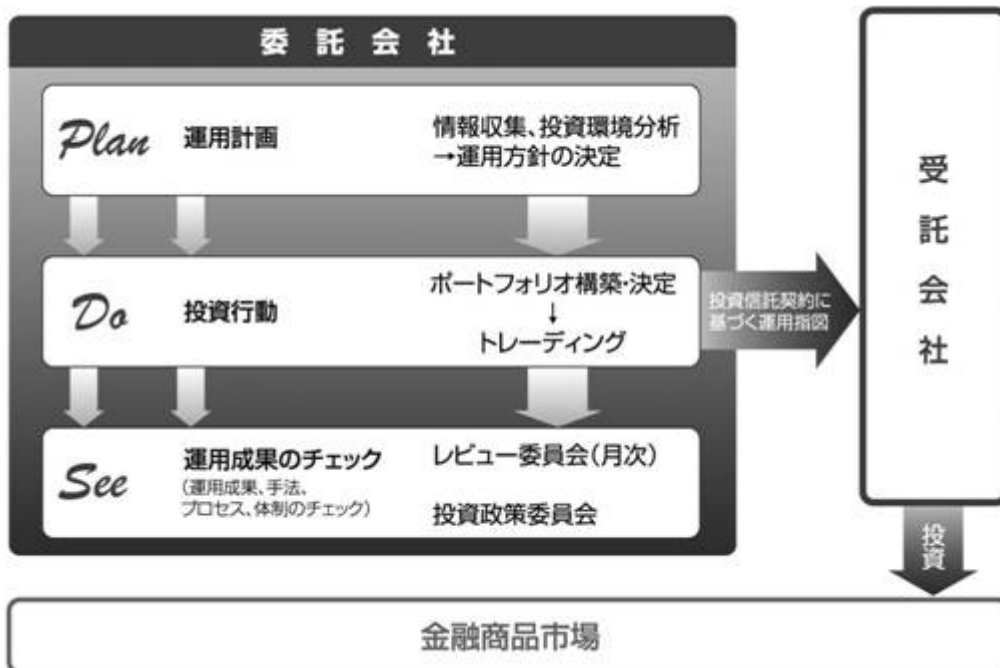 委託会社
Plan 運用計画
情報収集、投資環境分析
→運用方針の決定
Do 投資行動
ポートフォリオ構築・決定
↓
トレーディング
投資信託契約に
基づく運用指図
See 運用成果のチェック
(運用成果、手法、
プロセス、体制のチェック)
レビュー委員会(月次)
投資政策委員会
受託会社
投資
金融商品市場